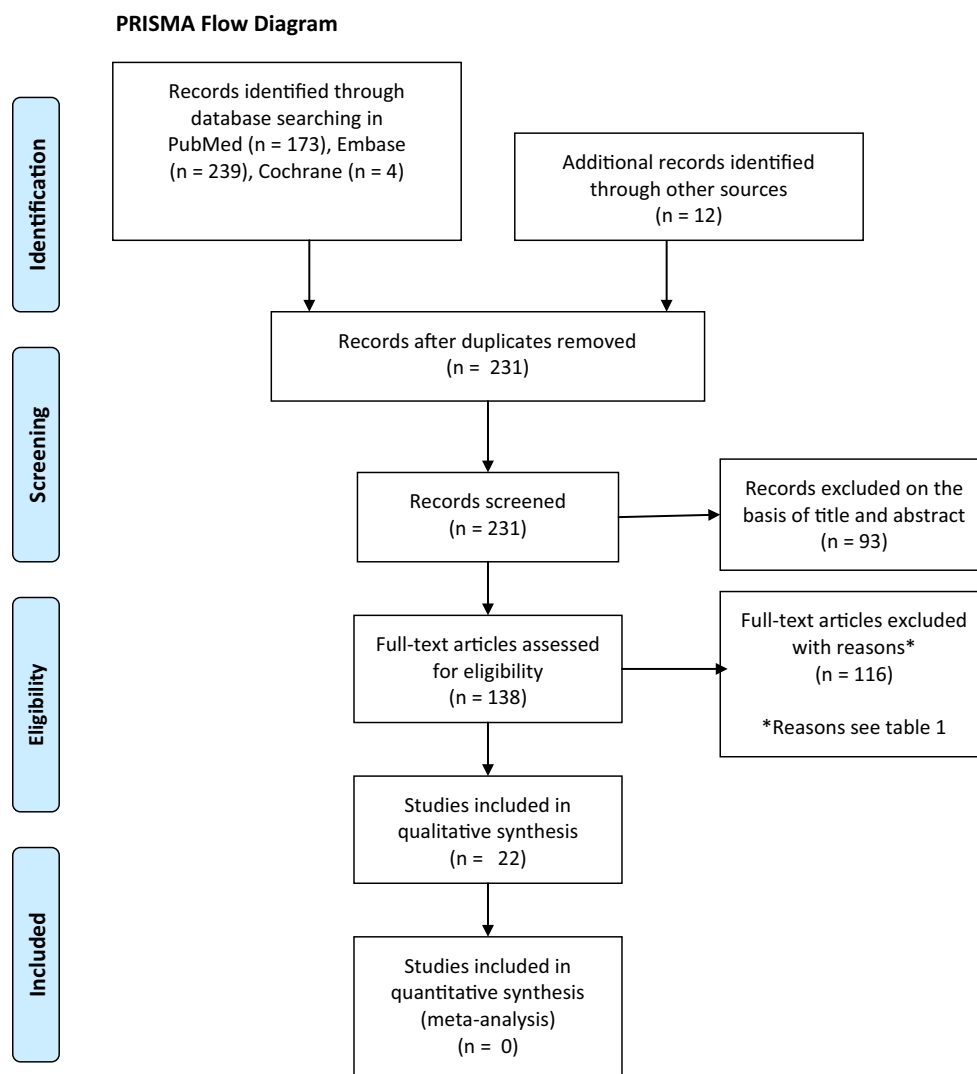 PRISMA Flow Diagram
Identification
Records identified through
database searching in
PubMed (n = 173), Embase
(n = 239), Cochrane (n = 4)
Additional records identified
through other sources
(n = 12)
Records after duplicates removed
(n =  231)
Screening
Records screened
(n = 231)
Records excluded on the
basis of title and abstract
(n = 93)
Eligibility
Full-text articles assessed
for eligibility
(n = 138)
Full-text articles excluded
with reasons*
(n = 116)
*Reasons see table 1
Studies included in
qualitative synthesis
(n =   22)
Included
Studies included in
quantitative synthesis
(meta-analysis)
(n =  0)